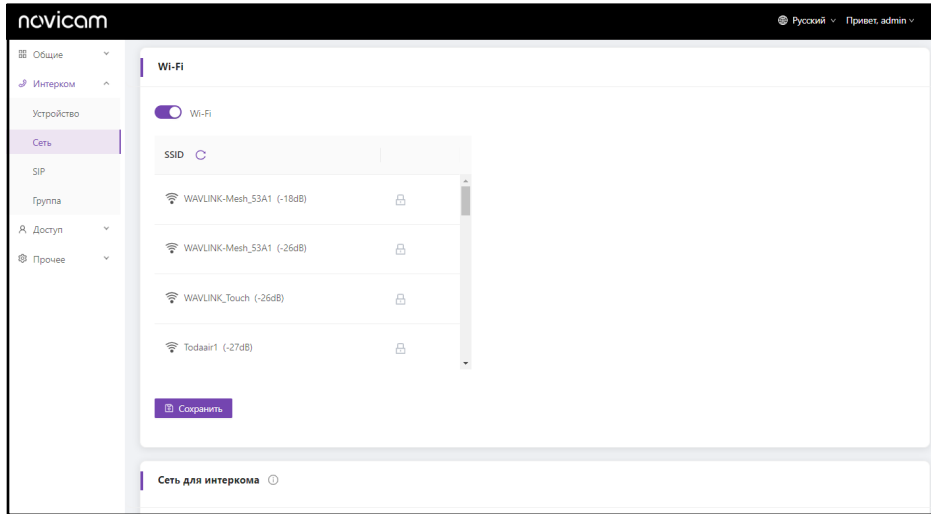 novicam
Русский
Привет, admin
Общие
Интерком
Устройство
Сеть
SIP
Группа
Доступ
Прочее
Wi-Fi
Wi-Fi
SSID
WAVLINK-Mesh_53A1 (-18dB)
WAVLINK-Mesh_53A1 (-26dB)
WAVLINK_Touch (-26dB)
Todaair1 (-27dB)
Сохранить
Сеть для интеркома